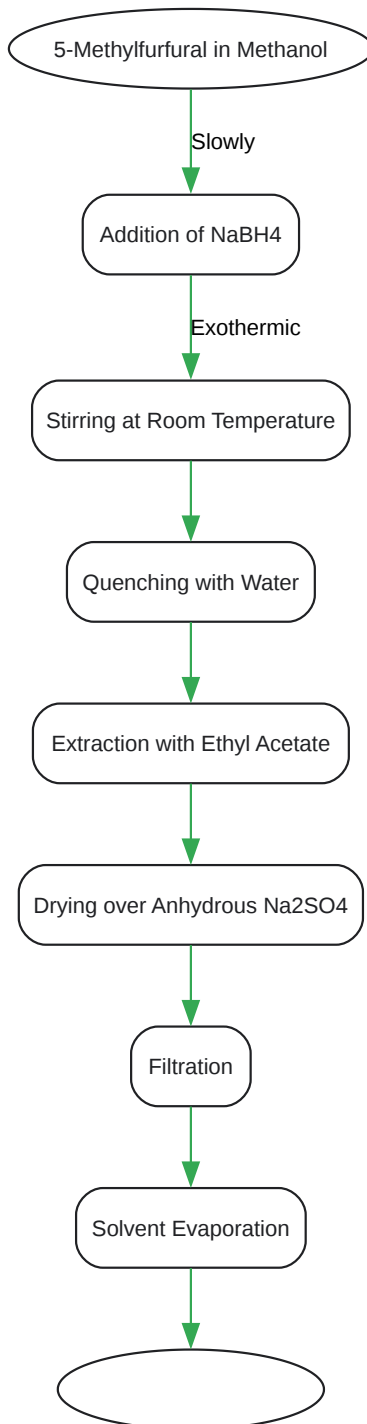 5-Methylfurfural in Methanol
Slowly
Addition of NaBH4
Exothermic
Stirring at Room Temperature
Quenching with Water
Extraction with Ethyl Acetate
Drying over Anhydrous Na2SO4
Filtration
Solvent Evaporation